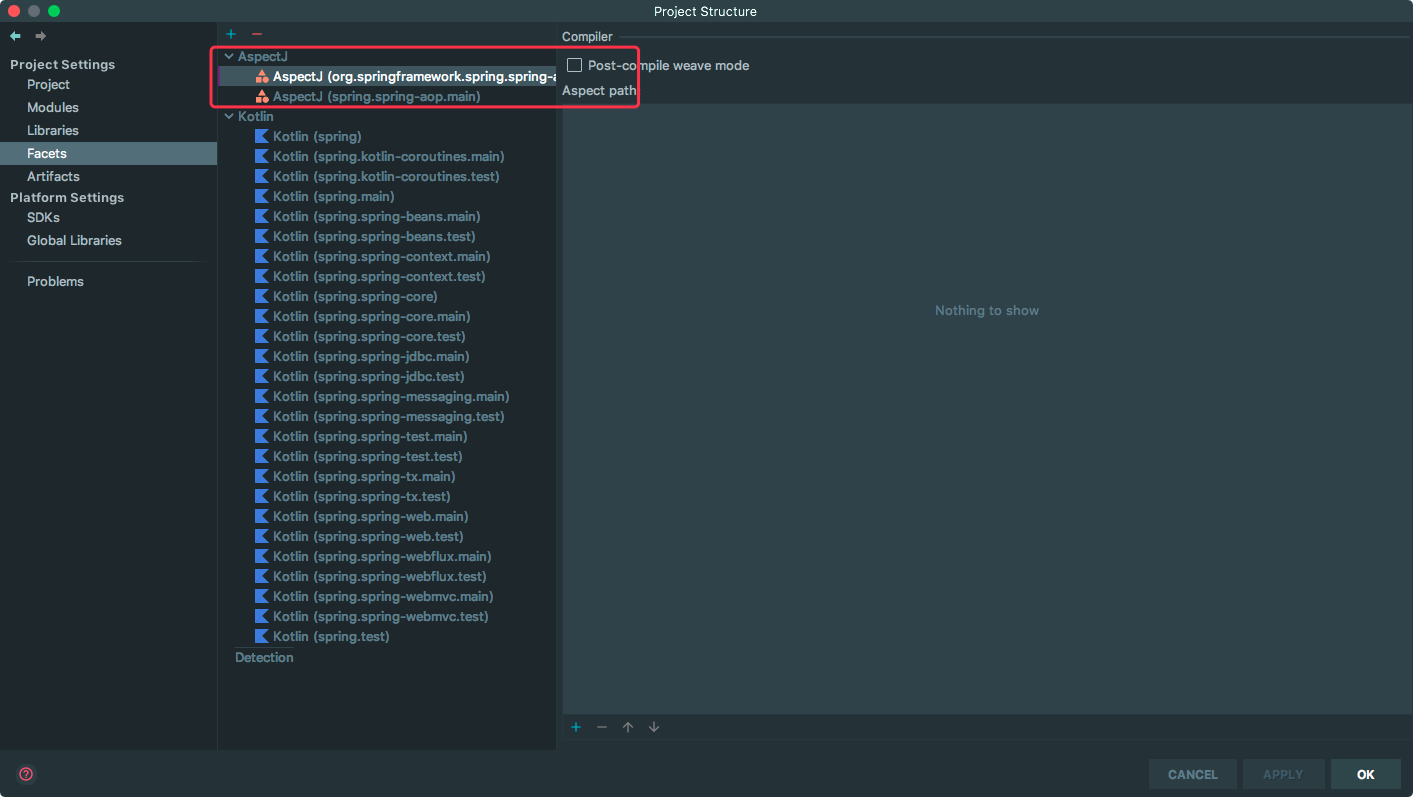 Project Structure
Project Settings
Project
Modules
Libraries
Facets
Artifacts
Platform Settings
SDKs
Global Libraries
Problems
AspectJ
AspectJ (org.springframework.spring.spring-a
AspectJ (spring.spring-aop.main)
Kotlin
Kotlin (spring)
Kotlin (spring.kotlin-coroutines.main)
Kotlin (spring.kotlin-coroutines.test)
Kotlin (spring.main)
Kotlin (spring.spring-beans.main)
Kotlin (spring.spring-beans.test)
Kotlin (spring.spring-context.main)
Kotlin (spring.spring-context.test)
Kotlin (spring.spring-core)
Kotlin (spring.spring-core.main)
Kotlin (spring.spring-core.test)
Kotlin (spring.spring-jdbc.main)
Kotlin (spring.spring-jdbc.test)
Kotlin (spring.spring-messaging.main)
Kotlin (spring.spring-messaging.test)
Kotlin (spring.spring-test.main)
Kotlin (spring.spring-test.test)
Kotlin (spring.spring-tx.main)
Kotlin (spring.spring-tx.test)
Kotlin (spring.spring-web.main)
Kotlin (spring.spring-web.test)
Kotlin (spring.spring-webflux.main)
Kotlin (spring.spring-webflux.test)
Kotlin (spring.spring-webmvc.main)
Kotlin (spring.spring-webmvc.test)
Kotlin (spring.test)
Detection
Compiler
Post-compile weave mode
Aspect path
Nothing to show
CANCEL
APPLY
OK